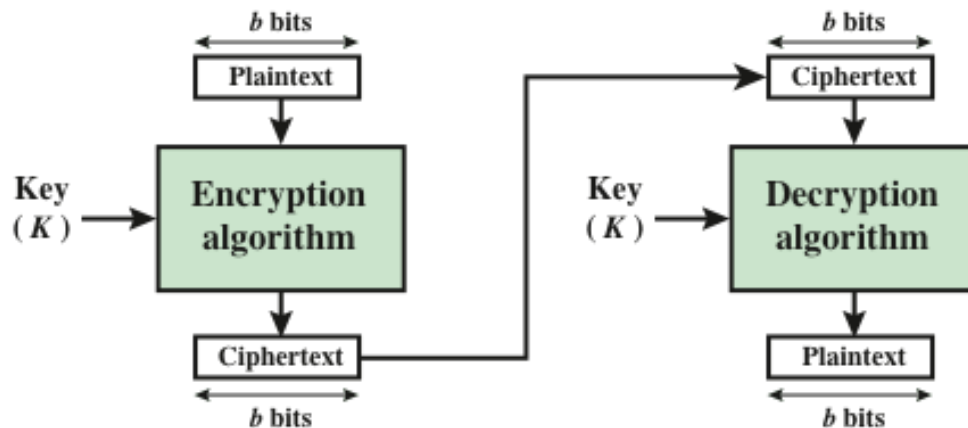 b bits
Plaintext
Key
( K )
Encryption
algorithm
Ciphertext
b bits
b bits
Ciphertext
Key
( K )
Decryption
algorithm
Plaintext
b bits